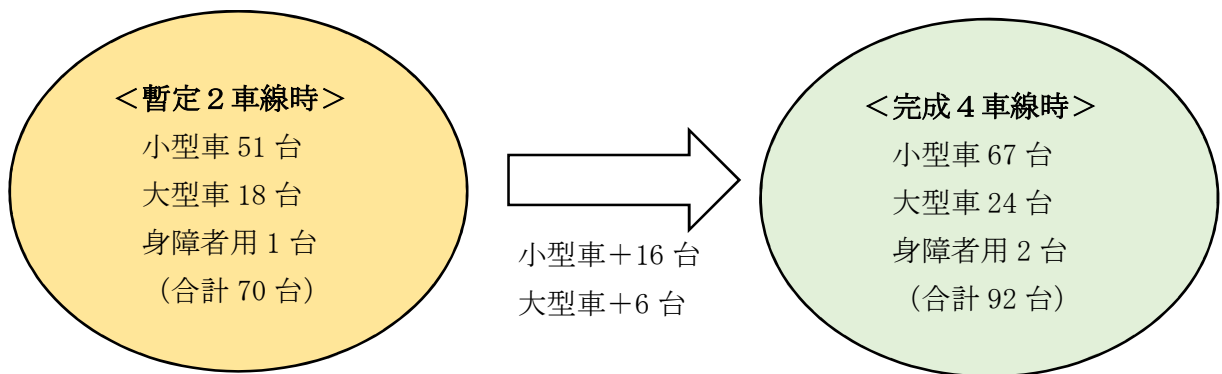 ＜暫定２車線時＞
小型車 51 台
大型車 18 台
身障者用 1 台
（合計 70 台）
小型車＋16 台
大型車＋6 台
＜完成４車線時＞
小型車 67 台
大型車 24 台
身障者用 2 台
（合計 92 台）